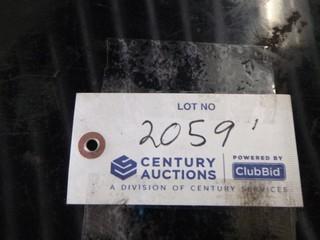 LOT NO
2059'
CENTURY AUCTIONS
POWERED BY
ClubBid
A DIVISION OF CENTURY SERVICES